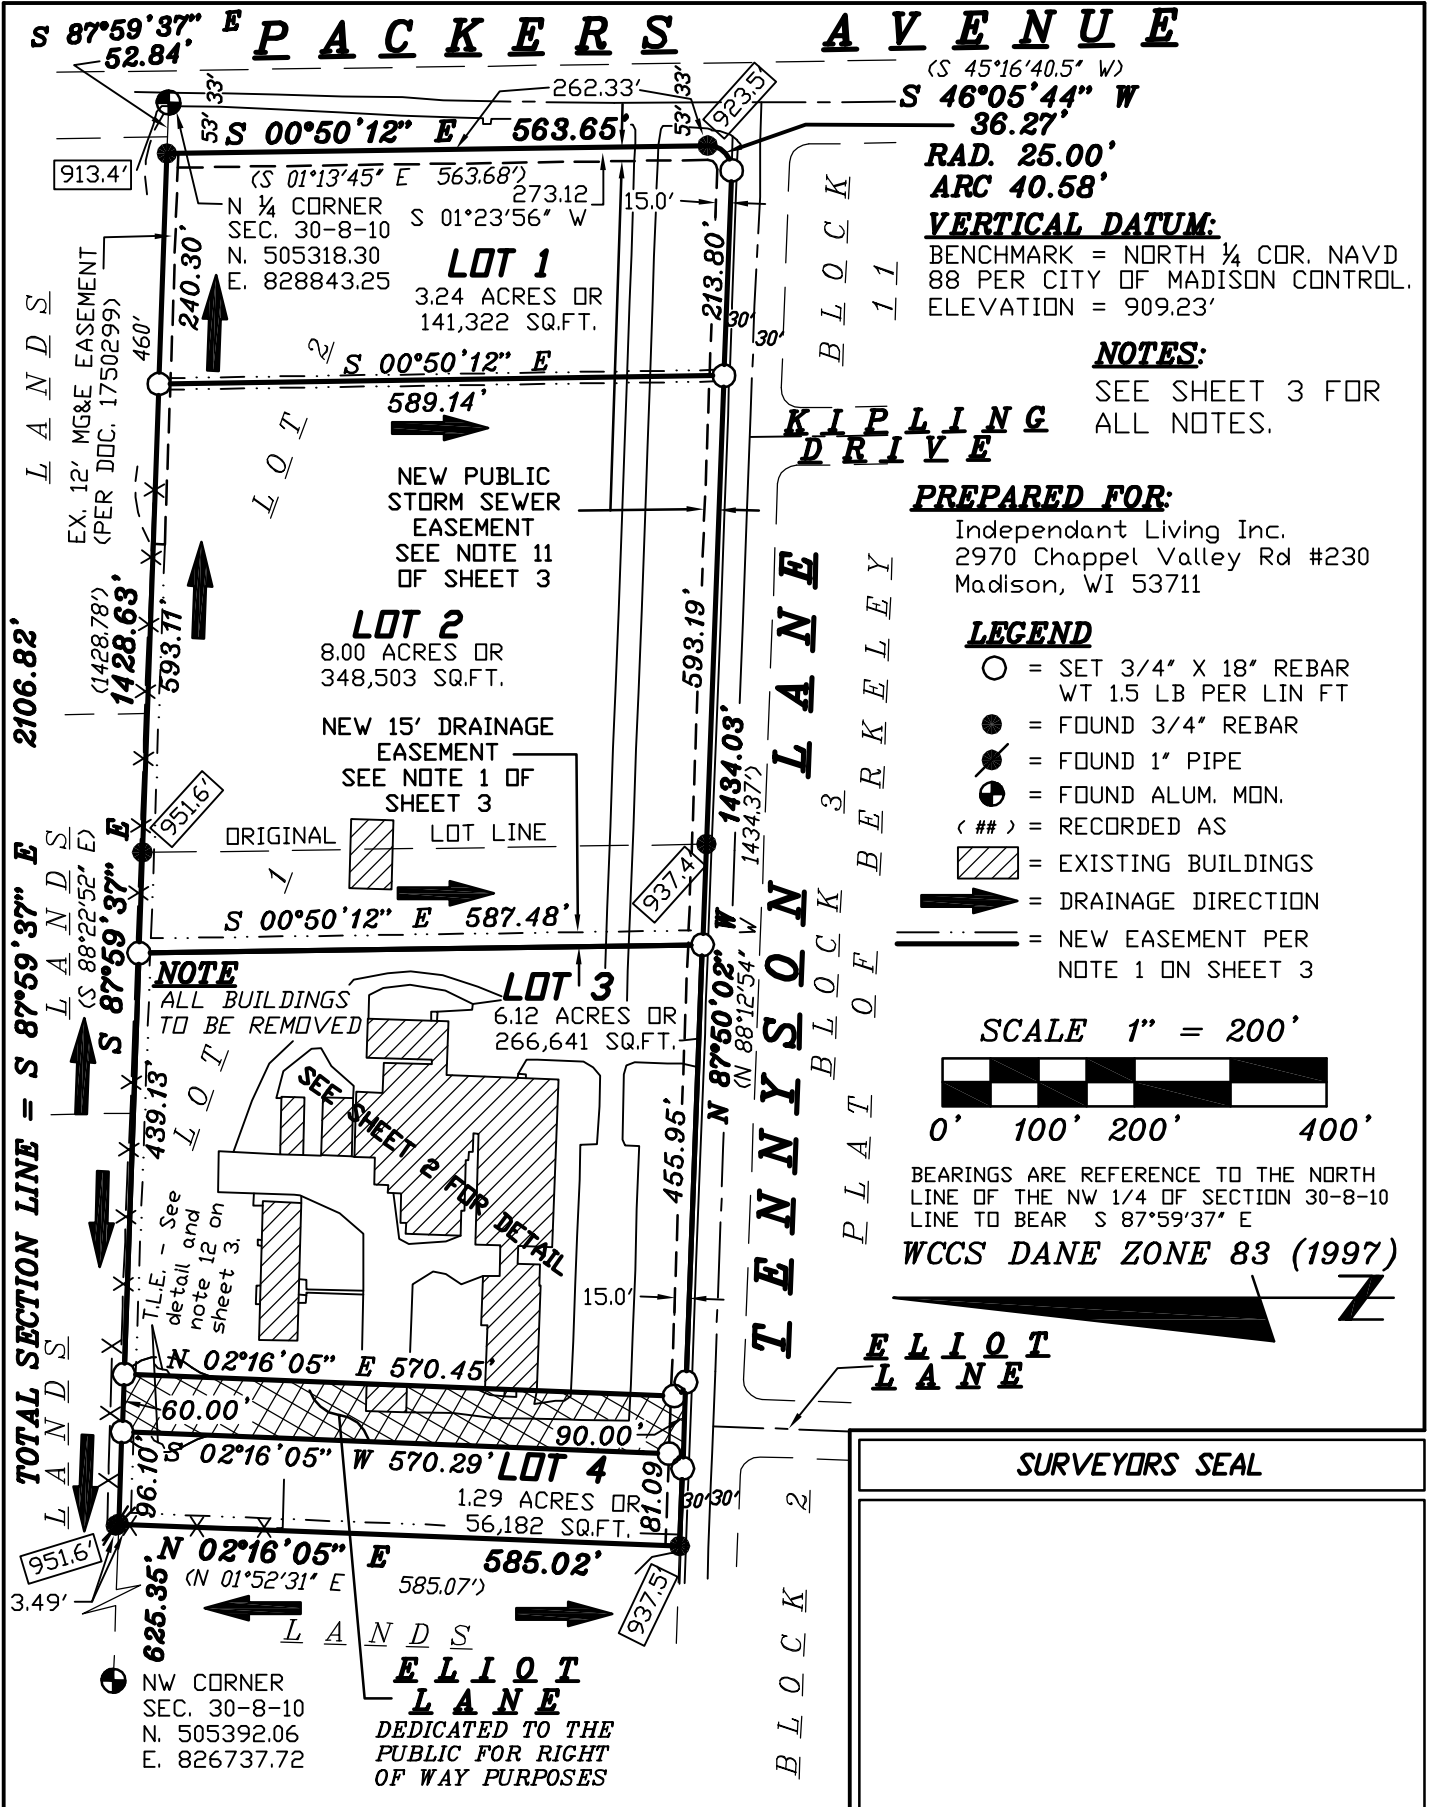 S 87°59'37" E
52.84'
PACKERS AVENUE
(S 45°16'40.5" W)
S 46°05'44" W
36.27'
RAD. 25.00'
ARC 40.58'
53' 33'
262.33'
53' 33'
923.5'
S 00°50'12" E 563.65'
(S 01°13'45" E 563.68')
273.12
S 01°23'56" W
15.0'
913.4'
N ¼ CORNER
SEC. 30-8-10
N. 505318.30
E. 828843.25
LOT 1
3.24 ACRES OR
141,322 SQ.FT.
240.30'
213.80'
30'
30'
BLOCK
11
VERTICAL DATUM:
BENCHMARK = NORTH ¼ COR. NAVD
88 PER CITY OF MADISON CONTROL.
ELEVATION = 909.23'
NOTES:
SEE SHEET 3 FOR
ALL NOTES.
LANDS
EX. 12' MG&E EASEMENT
(PER DOC. 1750299)
460'
S 00°50'12" E
589.14'
LOT 2
KIPLING
DRIVE
NEW PUBLIC
STORM SEWER
EASEMENT
SEE NOTE 11
OF SHEET 3
PREPARED FOR:
Independant Living Inc.
2970 Chappel Valley Rd #230
Madison, WI 53711
LOT 2
8.00 ACRES OR
348,503 SQ.FT.
(1428.78')
1428.63'
593.11'
593.19'
LEGEND
= SET 3/4" X 18" REBAR
WT 1.5 LB PER LIN FT
= FOUND 3/4" REBAR
= FOUND 1" PIPE
= FOUND ALUM. MON.
( ## ) = RECORDED AS
= EXISTING BUILDINGS
= DRAINAGE DIRECTION
= NEW EASEMENT PER
NOTE 1 ON SHEET 3
NEW 15' DRAINAGE
EASEMENT
SEE NOTE 1 OF
SHEET 3
951.6'
ORIGINAL LOT LINE
937.4'
S 00°50'12" E 587.48'
TOTAL SECTION LINE = S 87°59'37" E 2106.82'
LANDS
(S 88°22'52" E)
S 87°59'37" E
N 87°50'02" W 1434.03'
(N 88°12'54" W 1434.37')
TENNYSON LANE
BLOCK 3
PLAT OF BERKELEY
NOTE
ALL BUILDINGS
TO BE REMOVED
LOT 3
6.12 ACRES OR
266,641 SQ.FT.
SEE SHEET 2 FOR DETAIL
LOT 1
439.13'
455.95'
T.L.E. - See
detail and
note 12 on
sheet 3.
15.0'
SCALE 1" = 200'
0' 100' 200' 400'
BEARINGS ARE REFERENCE TO THE NORTH
LINE OF THE NW 1/4 OF SECTION 30-8-10
LINE TO BEAR S 87°59'37" E
WCCS DANE ZONE 83 (1997)
Z
ELIOT
LANE
LANDS
N 02°16'05" E 570.45'
60.00'
90.00'
S 02°16'05" W 570.29'
LOT 4
1.29 ACRES OR
56,182 SQ.FT.
96.10'
81.09
30' 30'
BLOCK 2
SURVEYORS SEAL
951.6'
3.49'
N 02°16'05" E 585.02'
(N 01°52'31" E 585.07')
937.5'
625.35'
LANDS
NW CORNER
SEC. 30-8-10
N. 505392.06
E. 826737.72
ELIOT
LANE
DEDICATED TO THE
PUBLIC FOR RIGHT
OF WAY PURPOSES
BLOCK